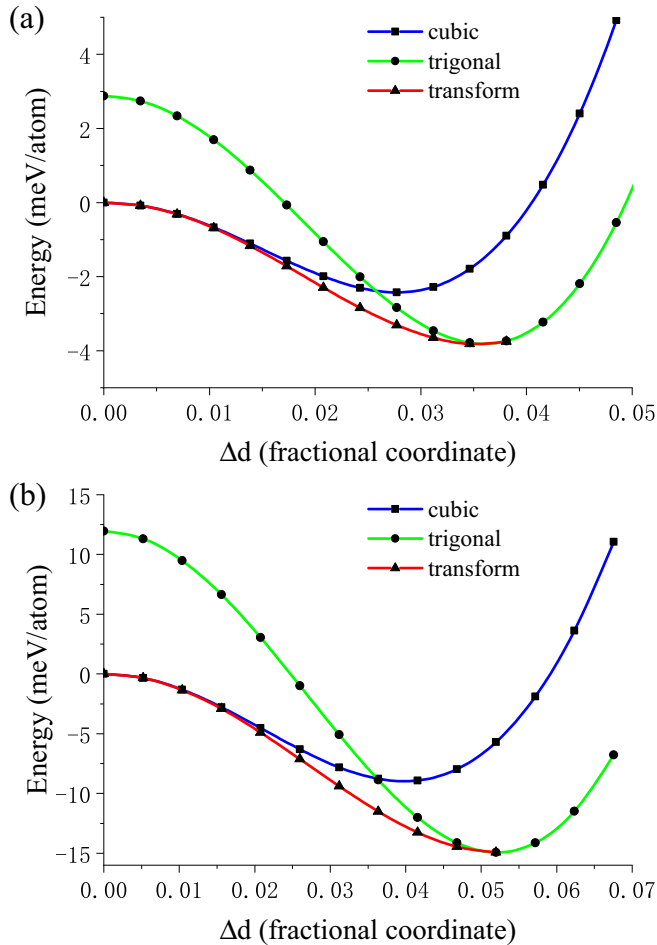 (a)
cubic
trigonal
transform
4
2
0
-2
-4
Energy (meV/atom)
0.00 0.01 0.02 0.03 0.04 0.05
Δd (fractional coordinate)
(b)
cubic
trigonal
transform
15
10
5
0
-5
-10
-15
Energy (meV/atom)
0.00 0.01 0.02 0.03 0.04 0.05 0.06 0.07
Δd (fractional coordinate)